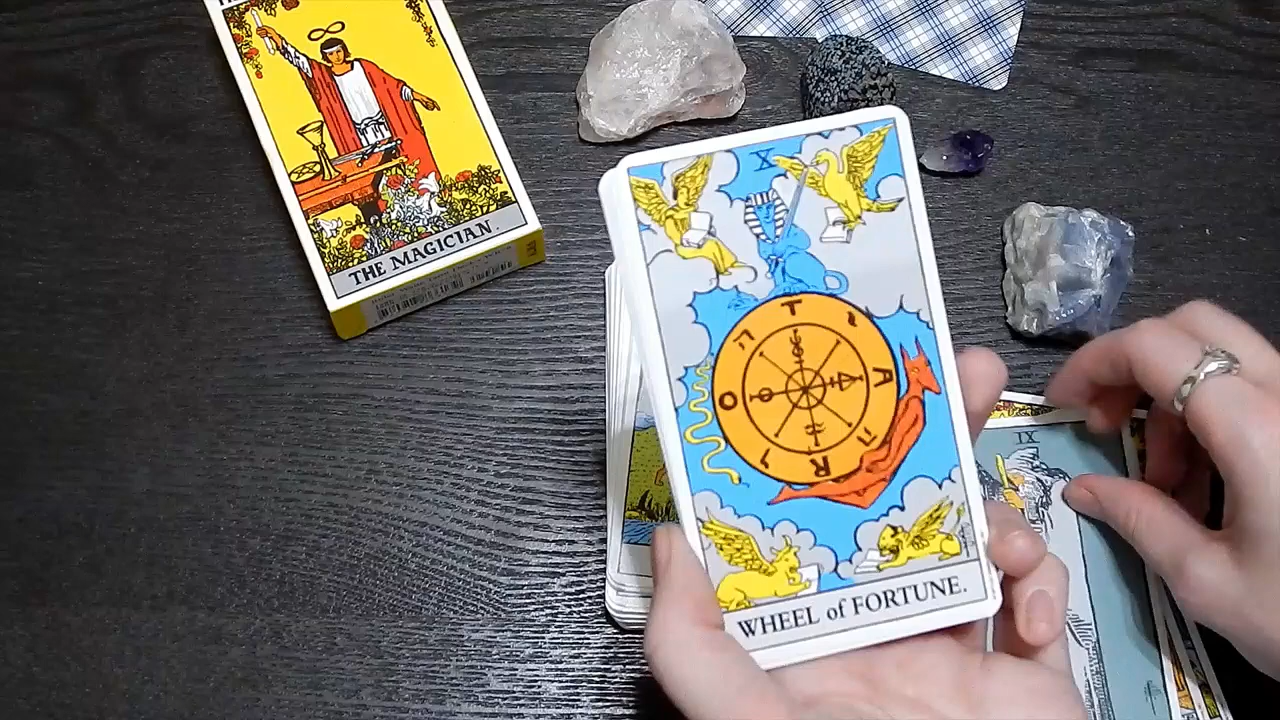 THE MAGICIAN.
X
T
A
R
O
ה
ו
ה
י
IX
WHEEL of FORTUNE.